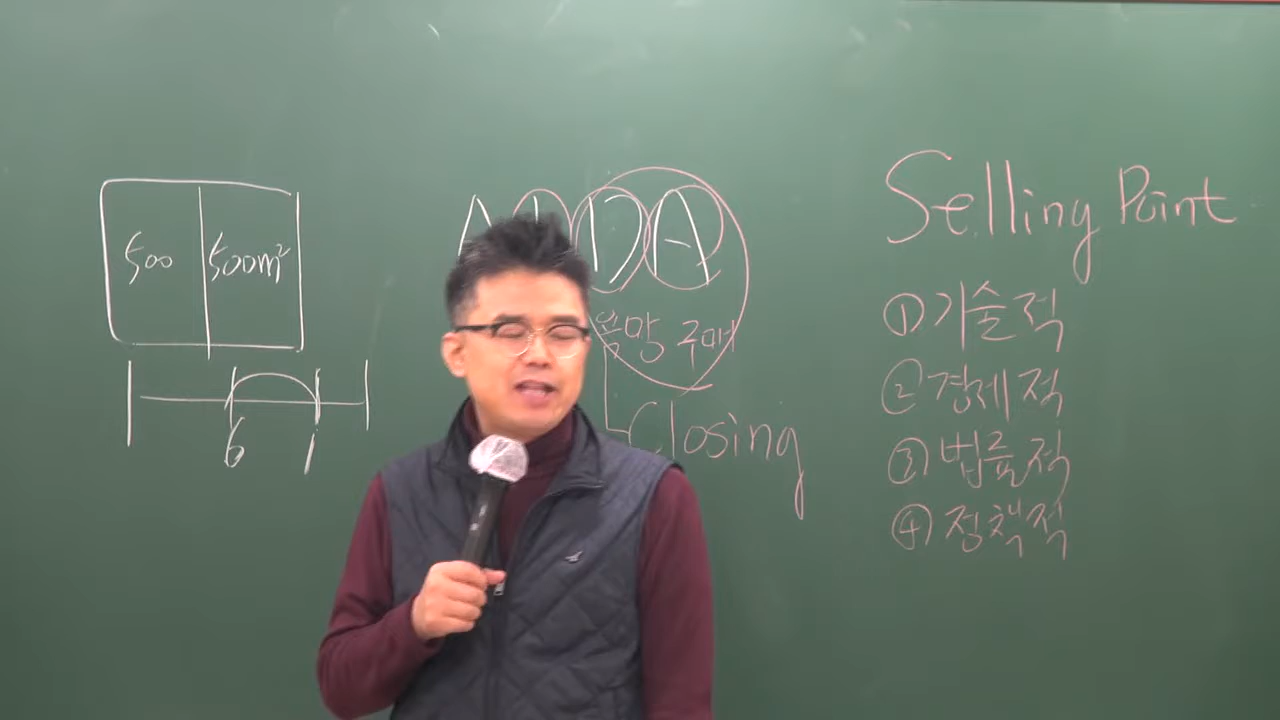 500 500m²
6 1
A I D A
욕망 구매
Closing
Selling Point
① 기술적
② 경제적
③ 법률적
④ 정책적